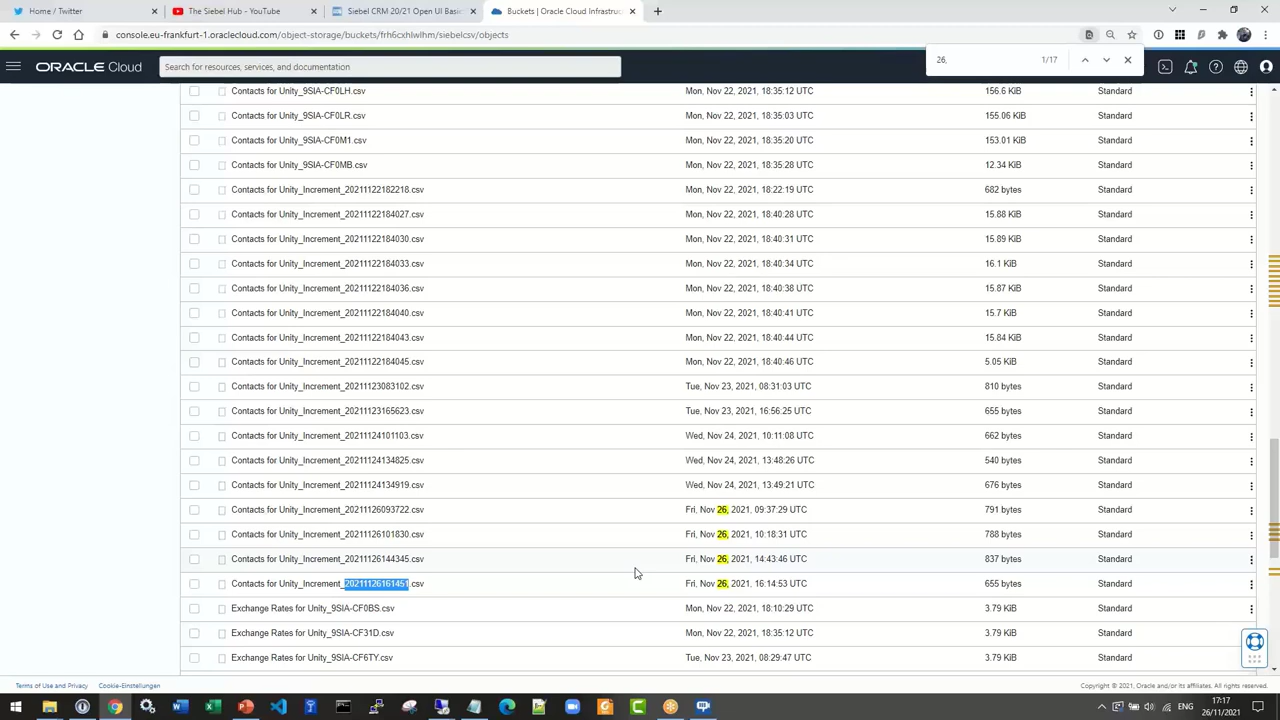 Home / Twitter
The Siebel Hub - YouTube
Siebel CRM 20/21 Open UI Basic
Buckets | Oracle Cloud Infrastruc
console.eu-frankfurt-1.oraclecloud.com/object-storage/buckets/frh6cxhlwlhm/siebelcsv/objects
26, 1/17
ORACLE Cloud
Search for resources, services, and documentation
Contacts for Unity_9SIA-CF0LH.csv Mon, Nov 22, 2021, 18:35:12 UTC 156.6 KiB Standard
Contacts for Unity_9SIA-CF0LR.csv Mon, Nov 22, 2021, 18:35:03 UTC 155.06 KiB Standard
Contacts for Unity_9SIA-CF0M1.csv Mon, Nov 22, 2021, 18:35:20 UTC 153.01 KiB Standard
Contacts for Unity_9SIA-CF0MB.csv Mon, Nov 22, 2021, 18:35:28 UTC 12.34 KiB Standard
Contacts for Unity_Increment_20211122182218.csv Mon, Nov 22, 2021, 18:22:19 UTC 682 bytes Standard
Contacts for Unity_Increment_20211122184027.csv Mon, Nov 22, 2021, 18:40:28 UTC 15.88 KiB Standard
Contacts for Unity_Increment_20211122184030.csv Mon, Nov 22, 2021, 18:40:31 UTC 15.89 KiB Standard
Contacts for Unity_Increment_20211122184033.csv Mon, Nov 22, 2021, 18:40:34 UTC 16.1 KiB Standard
Contacts for Unity_Increment_20211122184036.csv Mon, Nov 22, 2021, 18:40:38 UTC 15.87 KiB Standard
Contacts for Unity_Increment_20211122184040.csv Mon, Nov 22, 2021, 18:40:41 UTC 15.7 KiB Standard
Contacts for Unity_Increment_20211122184043.csv Mon, Nov 22, 2021, 18:40:44 UTC 15.84 KiB Standard
Contacts for Unity_Increment_20211122184045.csv Mon, Nov 22, 2021, 18:40:46 UTC 5.05 KiB Standard
Contacts for Unity_Increment_20211123083102.csv Tue, Nov 23, 2021, 08:31:03 UTC 810 bytes Standard
Contacts for Unity_Increment_20211123165623.csv Tue, Nov 23, 2021, 16:56:25 UTC 655 bytes Standard
Contacts for Unity_Increment_20211124101103.csv Wed, Nov 24, 2021, 10:11:08 UTC 662 bytes Standard
Contacts for Unity_Increment_20211124134825.csv Wed, Nov 24, 2021, 13:48:26 UTC 540 bytes Standard
Contacts for Unity_Increment_20211124134919.csv Wed, Nov 24, 2021, 13:49:21 UTC 676 bytes Standard
Contacts for Unity_Increment_20211126093722.csv Fri, Nov 26, 2021, 09:37:29 UTC 791 bytes Standard
Contacts for Unity_Increment_20211126101830.csv Fri, Nov 26, 2021, 10:18:31 UTC 788 bytes Standard
Contacts for Unity_Increment_20211126144345.csv Fri, Nov 26, 2021, 14:43:46 UTC 837 bytes Standard
Contacts for Unity_Increment_20211126161451.csv Fri, Nov 26, 2021, 16:14:53 UTC 655 bytes Standard
Exchange Rates for Unity_9SIA-CF0BS.csv Mon, Nov 22, 2021, 18:10:29 UTC 3.79 KiB Standard
Exchange Rates for Unity_9SIA-CF31D.csv Mon, Nov 22, 2021, 18:35:12 UTC 3.79 KiB Standard
Exchange Rates for Unity_9SIA-CF6TY.csv Tue, Nov 23, 2021, 08:29:47 UTC 3.79 KiB Standard
Terms of Use and Privacy Cookie-Einstellungen Copyright © 2021, Oracle and/or its affiliates. All rights reserved.
ENG 17:17
26/11/2021